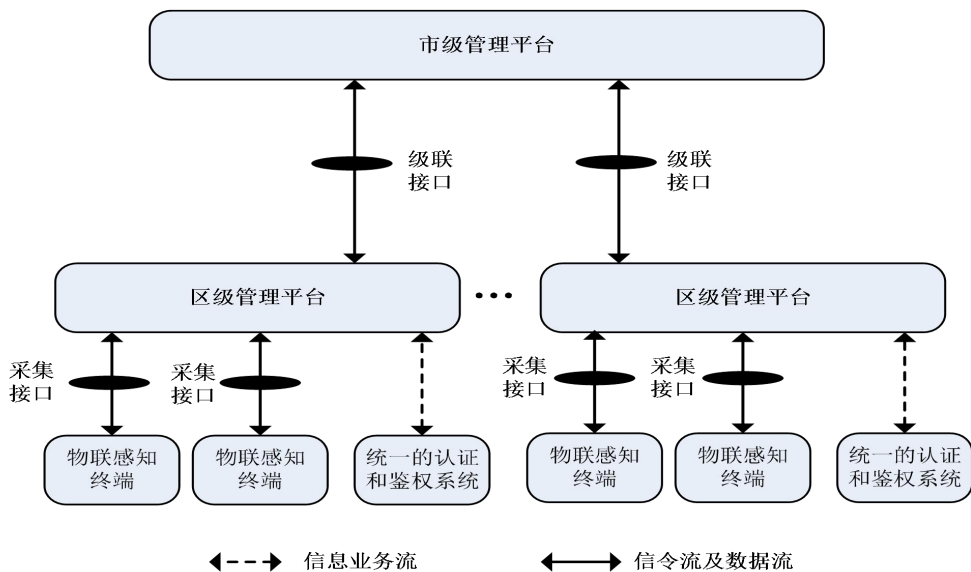 市级管理平台
级联
接口
级联
接口
区级管理平台
•••
区级管理平台
采集
接口
采集
接口
采集
接口
采集
接口
物联感知
终端
物联感知
终端
统一的认证
和鉴权系统
物联感知
终端
物联感知
终端
统一的认证
和鉴权系统
信息业务流
信令流及数据流